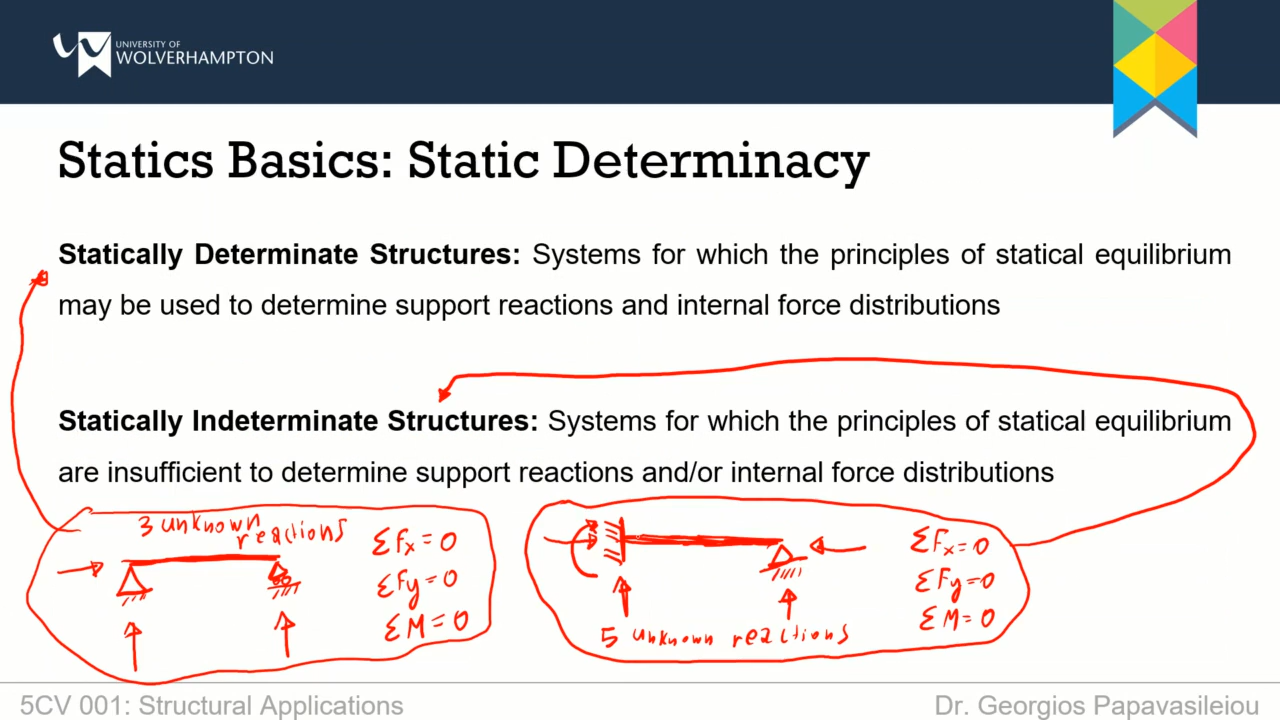 UNIVERSITY OF
WOLVERHAMPTON
Statics Basics: Static Determinacy
Statically Determinate Structures: Systems for which the principles of statical equilibrium
may be used to determine support reactions and internal force distributions
Statically Indeterminate Structures: Systems for which the principles of statical equilibrium
are insufficient to determine support reactions and/or internal force distributions
3 unknown
reactions
ΣFx=0
ΣFy=0
ΣM=0
5 unknown reactions
ΣFx=0
ΣFy=0
ΣM=0
5CV 001: Structural Applications
Dr. Georgios Papavasileiou